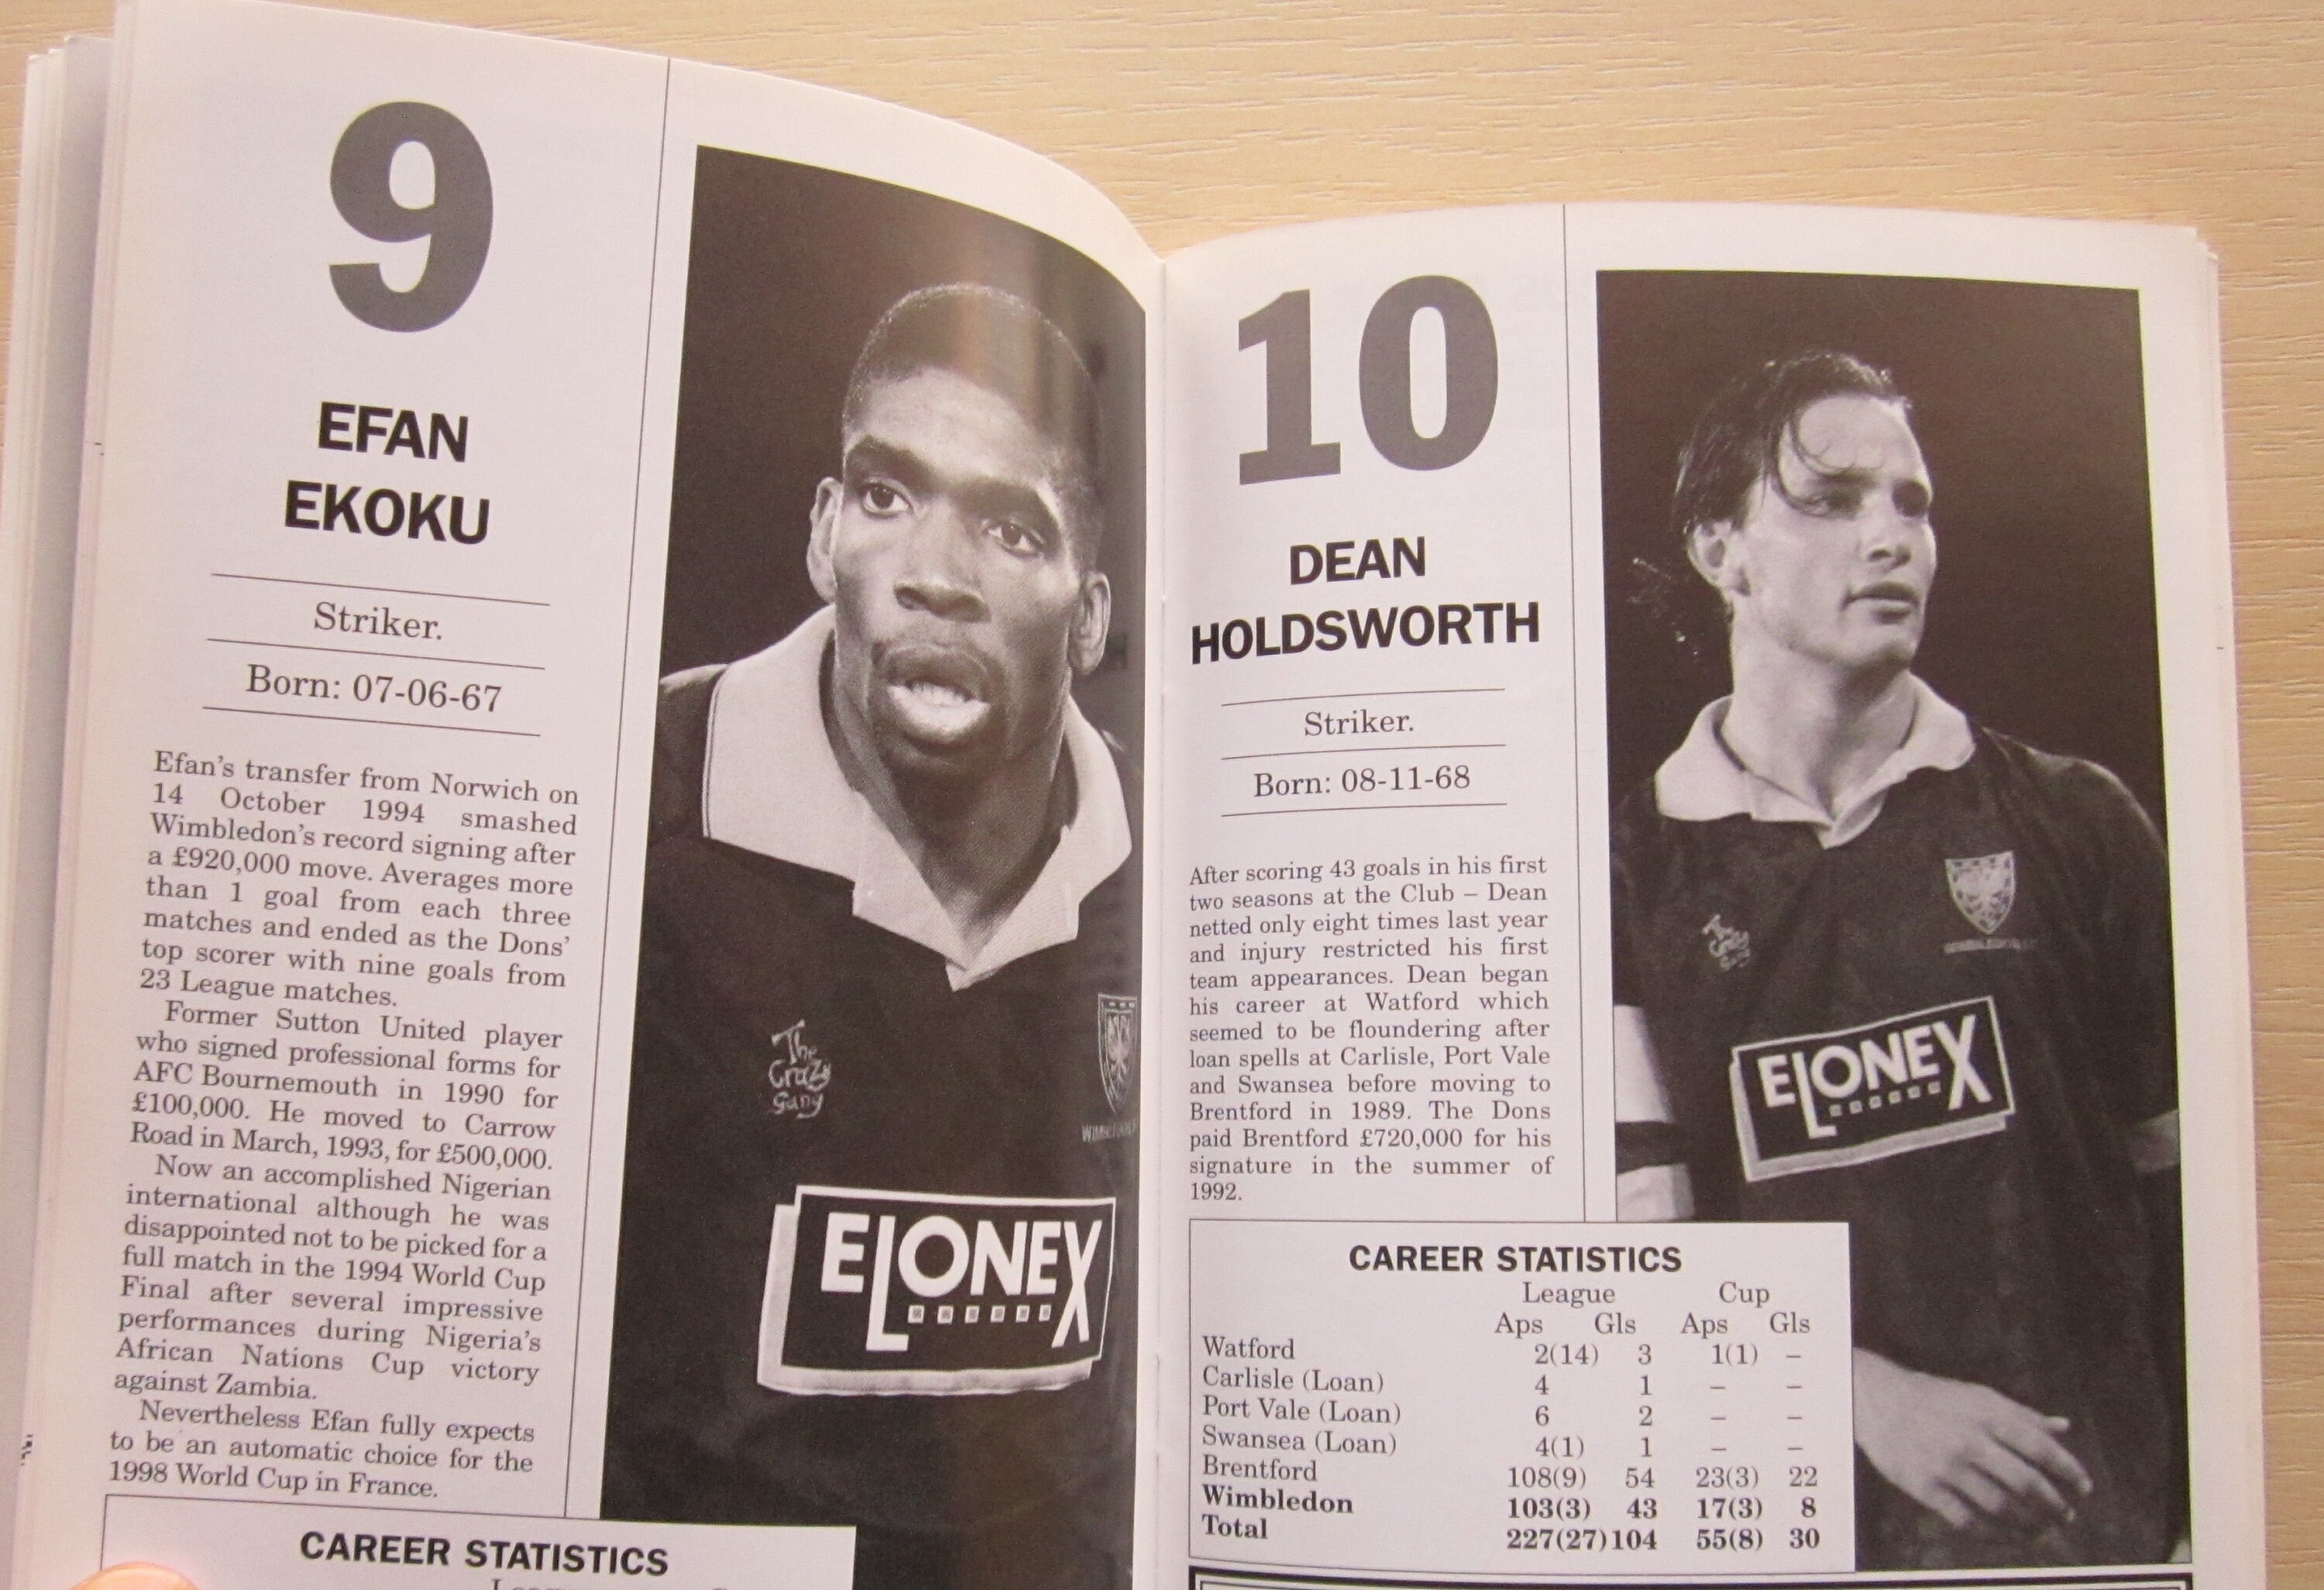 9
EFAN
EKOKU
Striker.
Born: 07-06-67
Efan's transfer from Norwich on
14 October 1994 smashed
Wimbledon's record signing after
a £920,000 move. Averages more
than 1 goal from each three
matches and ended as the Dons'
top scorer with nine goals from
23 League matches.
Former Sutton United player
who signed professional forms for
AFC Bournemouth in 1990 for
£100,000. He moved to Carrow
Road in March, 1993, for £500,000.
Now an accomplished Nigerian
international although he was
disappointed not to be picked for a
full match in the 1994 World Cup
Final after several impressive
performances during Nigeria's
African Nations Cup victory
against Zambia.
Nevertheless Efan fully expects
to be an automatic choice for the
1998 World Cup in France.
CAREER STATISTICS
The
Crazy
Gang
ELONEX
10
DEAN
HOLDSWORTH
Striker.
Born: 08-11-68
After scoring 43 goals in his first
two seasons at the Club – Dean
netted only eight times last year
and injury restricted his first
team appearances. Dean began
his career at Watford which
seemed to be floundering after
loan spells at Carlisle, Port Vale
and Swansea before moving to
Brentford in 1989. The Dons
paid Brentford £720,000 for his
signature in the summer of
1992.
The
Crazy
Gang
ELONEX
CAREER STATISTICS
League Cup
Aps Gls Aps Gls
Watford 2(14) 3 1(1) –
Carlisle (Loan) 4 1 – –
Port Vale (Loan) 6 2 – –
Swansea (Loan) 4(1) 1 – –
Brentford 108(9) 54 23(3) 22
Wimbledon 103(3) 43 17(3) 8
Total 227(27) 104 55(8) 30